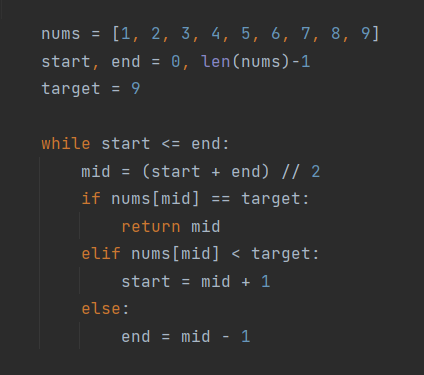 nums = [1, 2, 3, 4, 5, 6, 7, 8, 9]
start, end = 0, len(nums)-1
target = 9

while start <= end:
    mid = (start + end) // 2
    if nums[mid] == target:
        return mid
    elif nums[mid] < target:
        start = mid + 1
    else:
        end = mid - 1